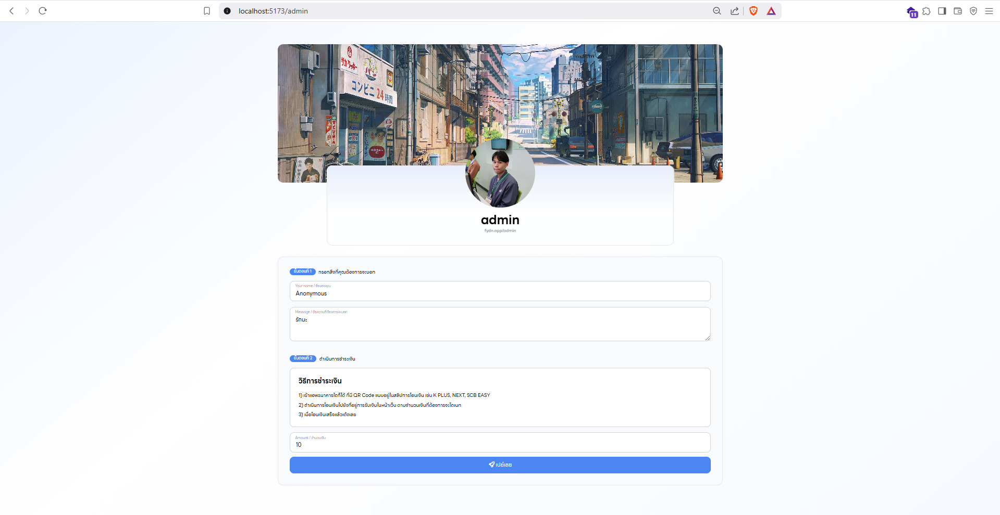 localhost:5173/admin
11
サカクッキー
コンビニ24時間
admin
fydn.app/admin
ขั้นตอนที่ 1 กรอกสิ่งที่คุณต้องการจะบอก
Your name / ชื่อของคุณ
Anonymous
Message / ข้อความที่ต้องการจะบอก
รักนะ
ขั้นตอนที่ 2 ดำเนินการชำระเงิน
วิธีการชำระเงิน
1) เข้าแอพธนาคารใดก็ได้ ที่มี QR Code แนบอยู่ในสลิปการโอนเงิน เช่น K PLUS, NEXT, SCB EASY
2) ดำเนินการโอนเงินไปยังที่อยู่การรับเงินในหน้าเว็บ ตามจำนวนเงินที่ต้องการจะโดเนท
3) เมื่อโอนเงินเสร็จแล้วเด้งเลย
Amount / จำนวนเงิน
10
เปย์เลย